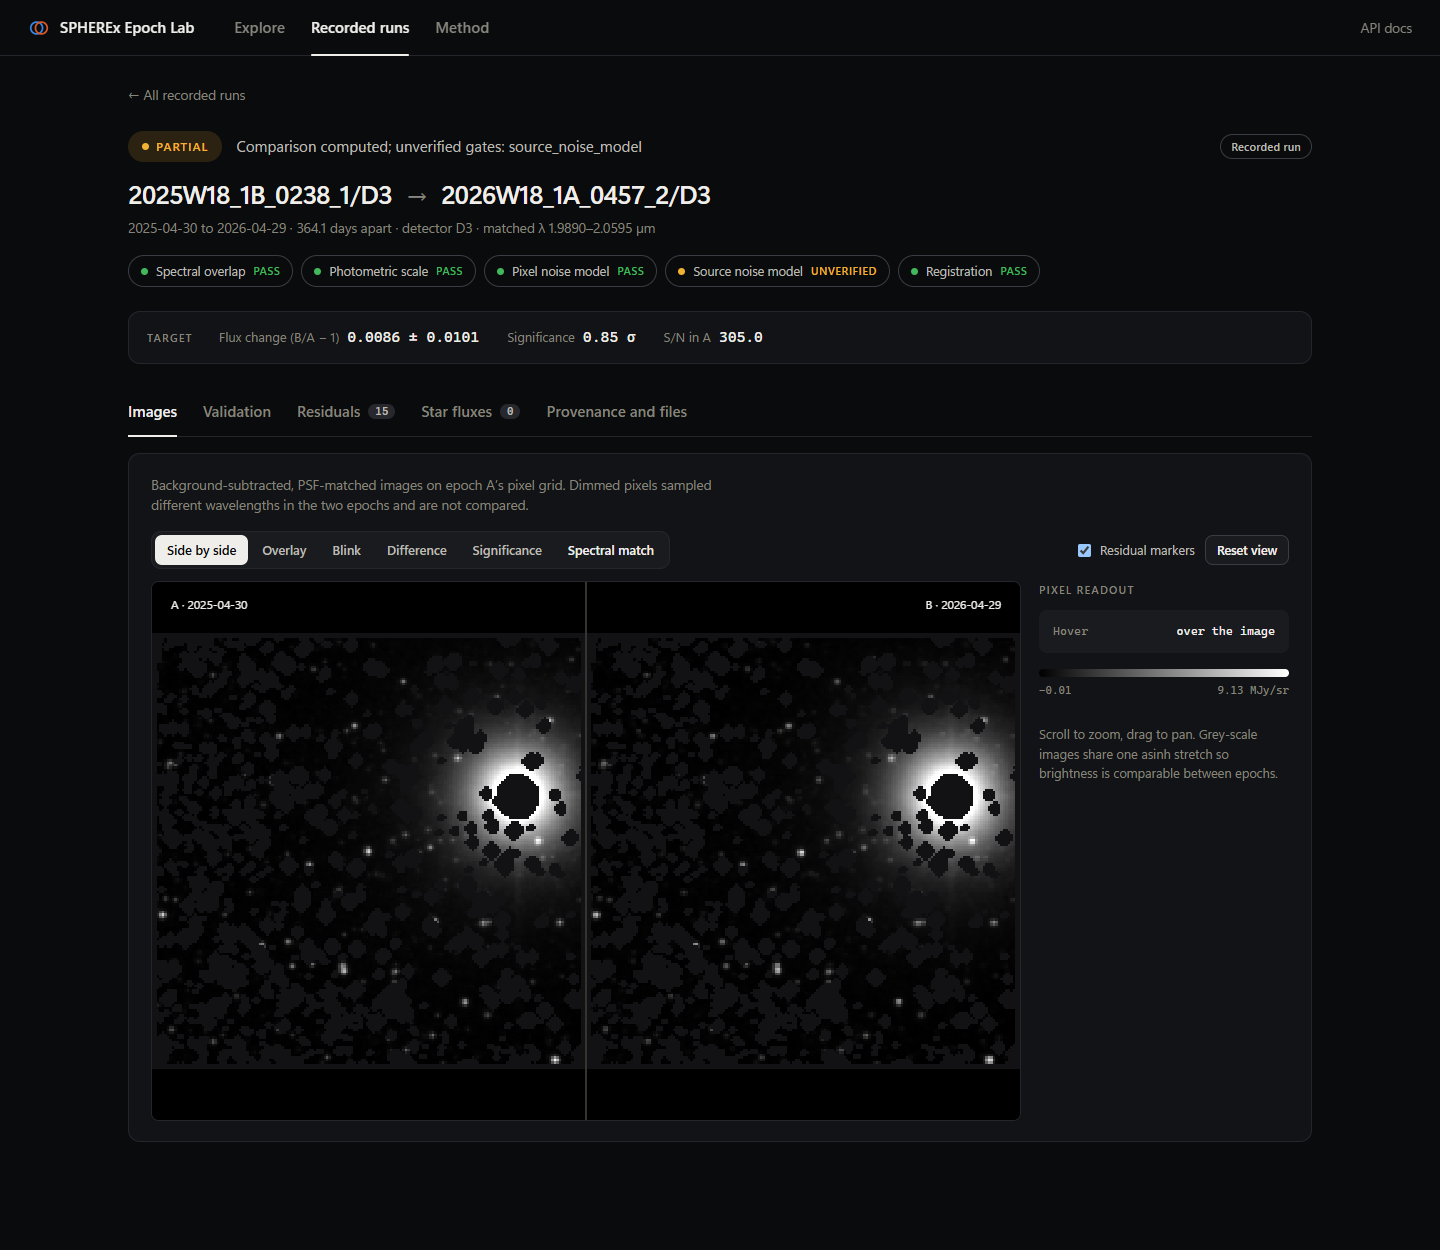 SPHEREx Epoch Lab
Explore
Recorded runs
Method
API docs
← All recorded runs
PARTIAL
Comparison computed; unverified gates: source_noise_model
Recorded run
2025W18_1B_0238_1/D3 → 2026W18_1A_0457_2/D3
2025-04-30 to 2026-04-29 · 364.1 days apart · detector D3 · matched λ 1.9890–2.0595 µm
Spectral overlap PASS
Photometric scale PASS
Pixel noise model PASS
Source noise model UNVERIFIED
Registration PASS
TARGET
Flux change (B/A − 1) 0.0086 ± 0.0101
Significance 0.85 σ
S/N in A 305.0
Images
Validation
Residuals 15
Star fluxes 0
Provenance and files
Background-subtracted, PSF-matched images on epoch A's pixel grid. Dimmed pixels sampled
different wavelengths in the two epochs and are not compared.
Side by side
Overlay
Blink
Difference
Significance
Spectral match
Residual markers
Reset view
A · 2025-04-30
B · 2026-04-29
PIXEL READOUT
Hover over the image
−0.01
9.13 MJy/sr
Scroll to zoom, drag to pan. Grey-scale
images share one asinh stretch so
brightness is comparable between epochs.